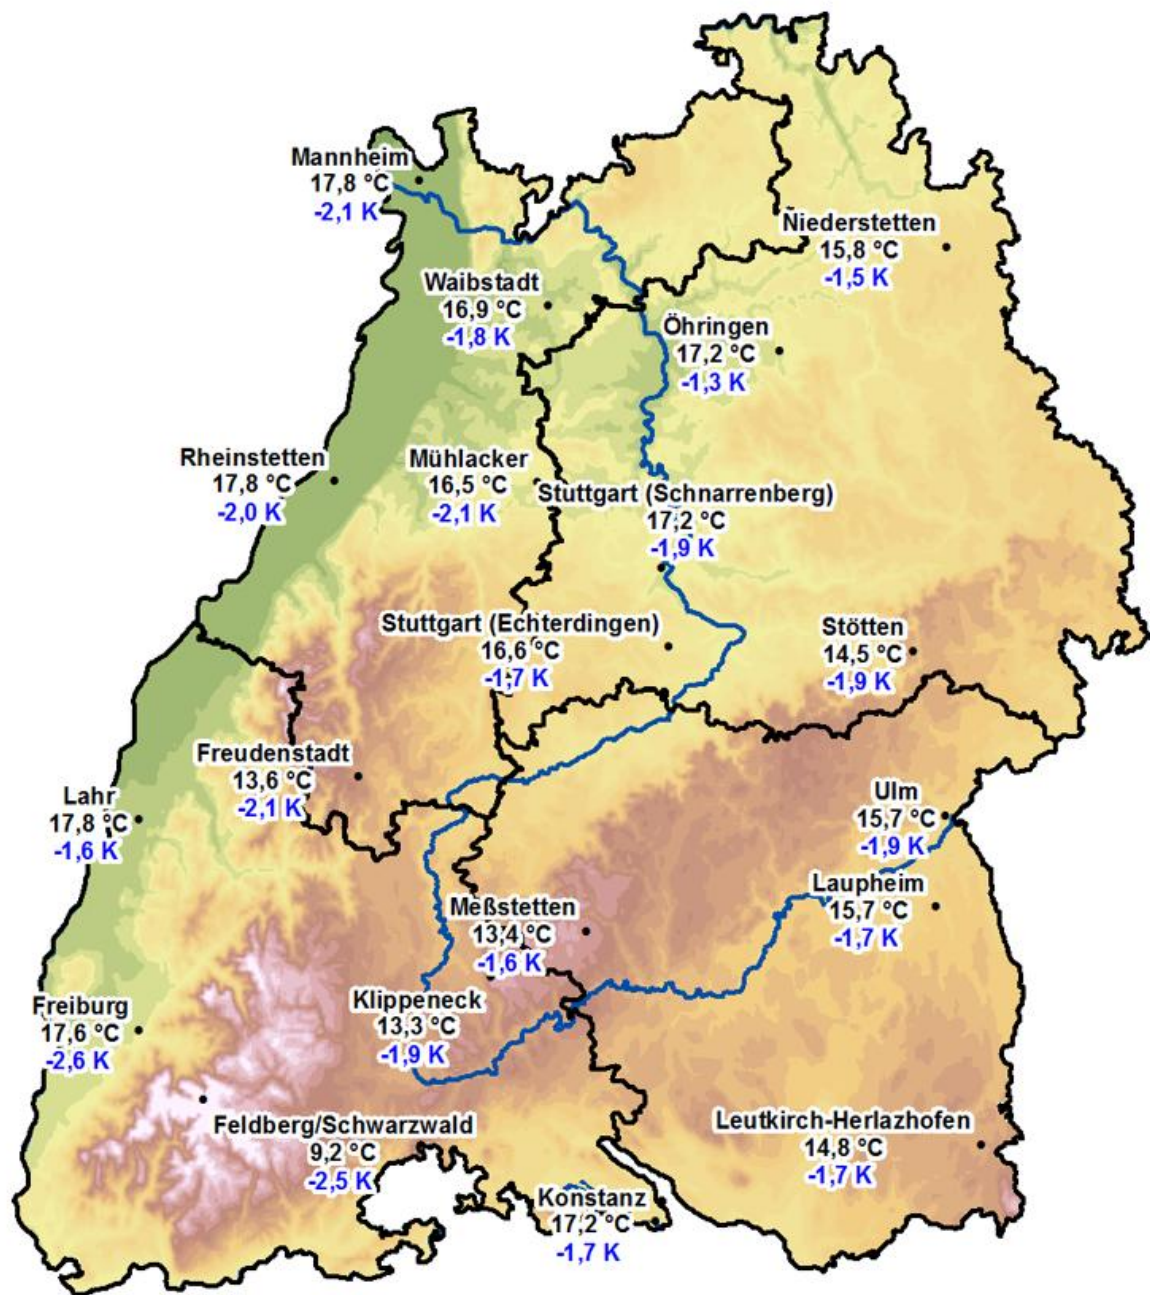 Mannheim
17,8 °C
-2,1 K
Niederstetten
15,8 °C
-1,5 K
Waibstadt
16,9 °C
-1,8 K
Öhringen
17,2 °C
-1,3 K
Rheinstetten
17,8 °C
-2,0 K
Mühlacker
16,5 °C
-2,1 K
Stuttgart (Schnarrenberg)
17,2 °C
-1,9 K
Stuttgart (Echterdingen)
16,6 °C
-1,7 K
Stötten
14,5 °C
-1,9 K
Freudenstadt
13,6 °C
-2,1 K
Lahr
17,8 °C
-1,6 K
Ulm
15,7 °C
-1,9 K
Laupheim
15,7 °C
-1,7 K
Meßstetten
13,4 °C
-1,6 K
Freiburg
17,6 °C
-2,6 K
Klippeneck
13,3 °C
-1,9 K
Feldberg/Schwarzwald
9,2 °C
-2,5 K
Leutkirch-Herlazhofen
14,8 °C
-1,7 K
Konstanz
17,2 °C
-1,7 K